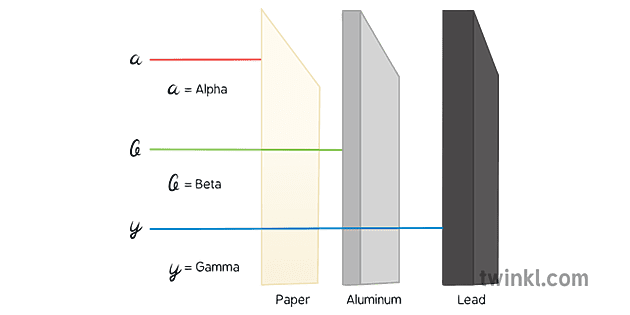 a
a = Alpha
B
B = Beta
y
y = Gamma
Paper Aluminum Lead
twinkl.com